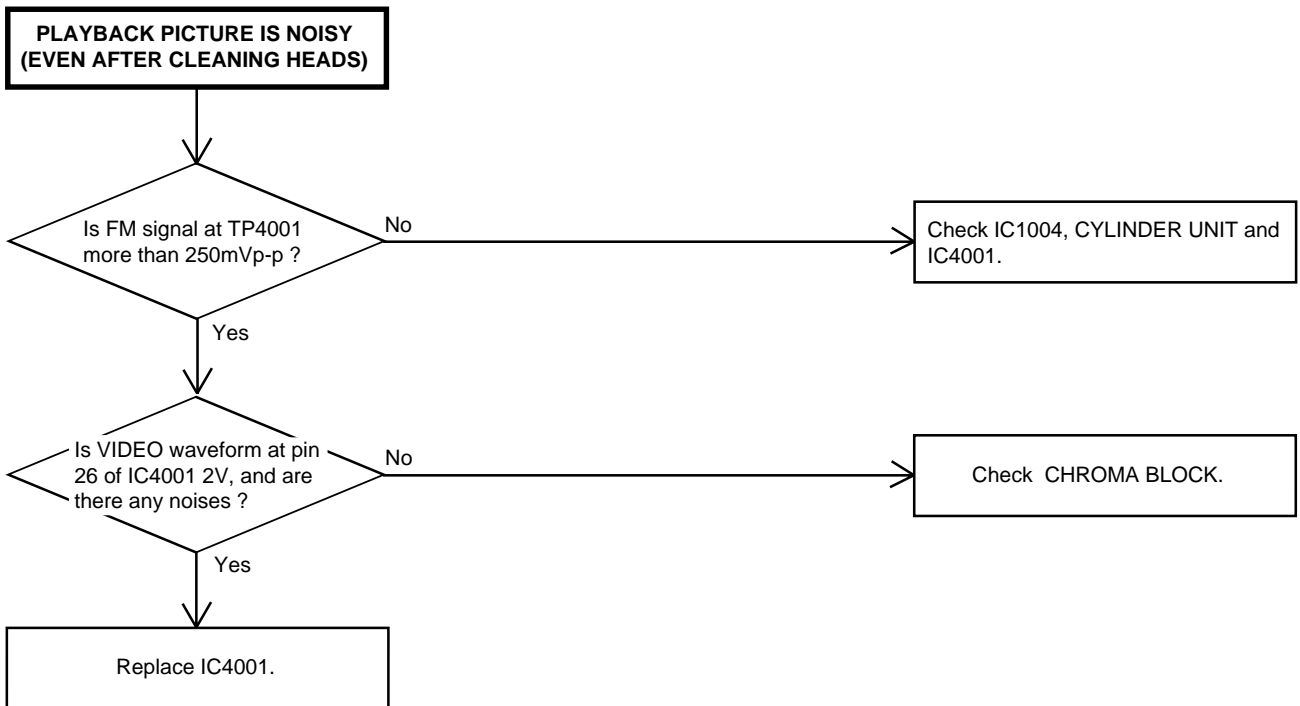 PLAYBACK PICTURE IS NOISY
(EVEN AFTER CLEANING HEADS)
Is FM signal at TP4001
more than 250mVp-p ?
No
Check IC1004, CYLINDER UNIT and
IC4001.
Yes
Is VIDEO waveform at pin
26 of IC4001 2V, and are
there any noises ?
No
Check CHROMA BLOCK.
Yes
Replace IC4001.